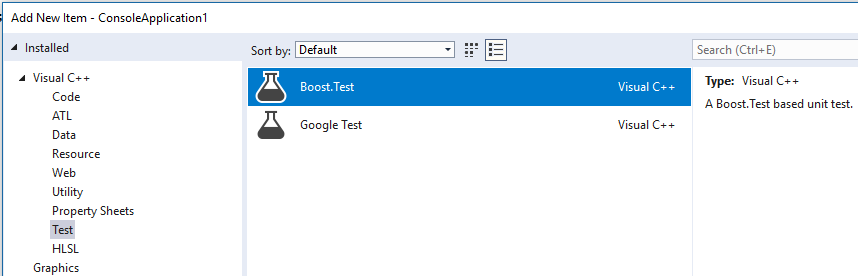 Add New Item - ConsoleApplication1
Installed
Sort by: Default
Search (Ctrl+E)
Visual C++
Code
ATL
Data
Resource
Web
Utility
Property Sheets
Test
HLSL
Graphics
Boost.Test Visual C++
Google Test Visual C++
Type: Visual C++
A Boost.Test based unit test.